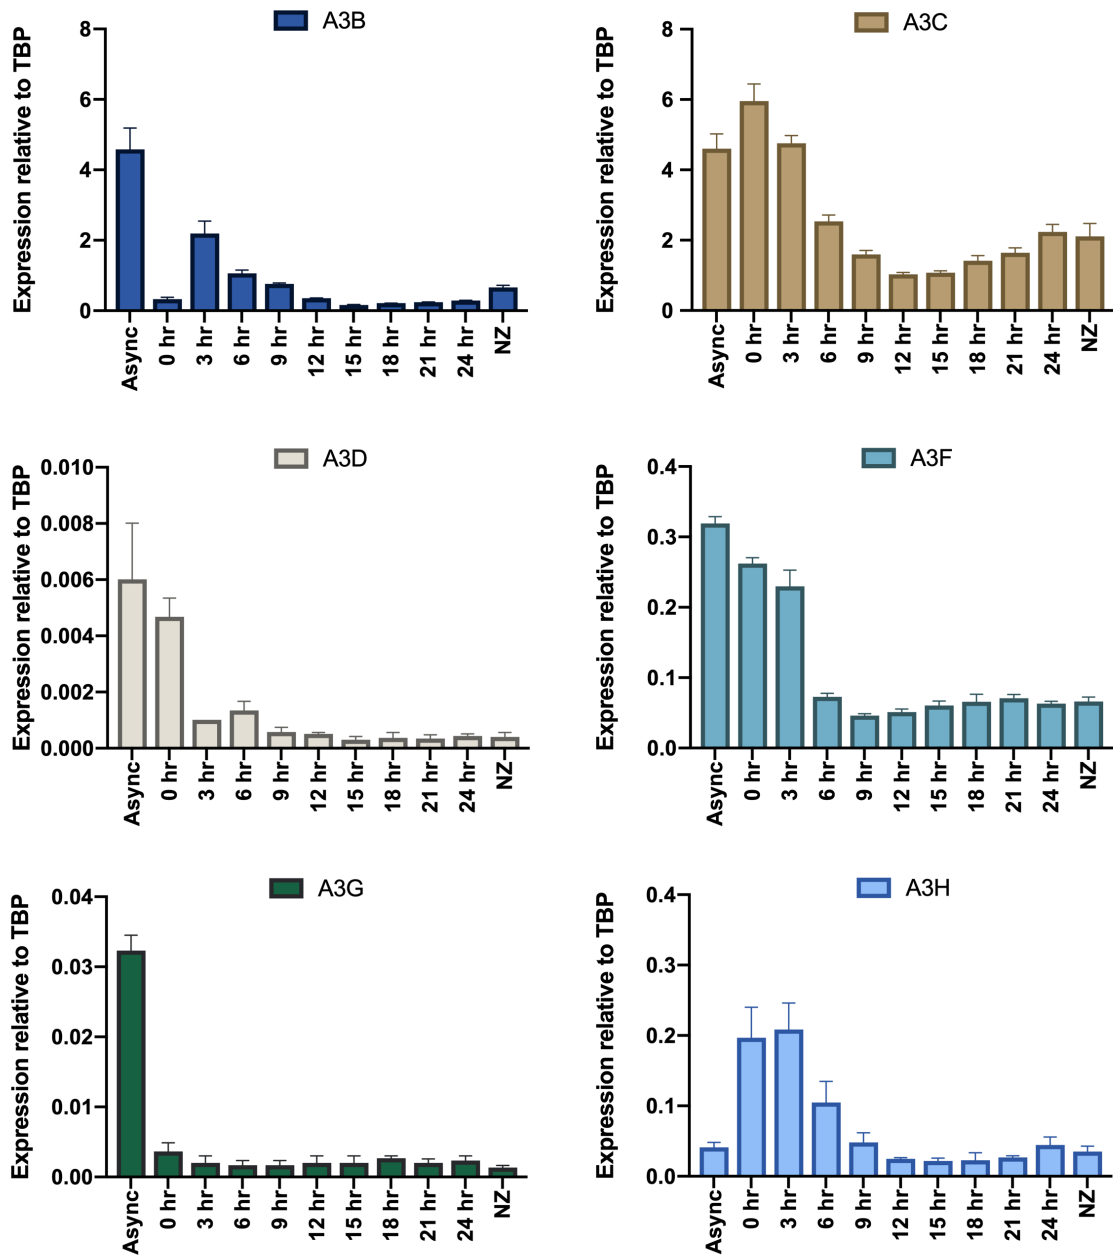 A3B
Expression relative to TBP
8
6
4
2
0
Async
0 hr
3 hr
6 hr
9 hr
12 hr
15 hr
18 hr
21 hr
24 hr
NZ
A3C
Expression relative to TBP
8
6
4
2
0
Async
0 hr
3 hr
6 hr
9 hr
12 hr
15 hr
18 hr
21 hr
24 hr
NZ
A3D
Expression relative to TBP
0.010
0.008
0.006
0.004
0.002
0.000
Async
0 hr
3 hr
6 hr
9 hr
12 hr
15 hr
18 hr
21 hr
24 hr
NZ
A3F
Expression relative to TBP
0.4
0.3
0.2
0.1
0.0
Async
0 hr
3 hr
6 hr
9 hr
12 hr
15 hr
18 hr
21 hr
24 hr
NZ
A3G
Expression relative to TBP
0.04
0.03
0.02
0.01
0.00
Async
0 hr
3 hr
6 hr
9 hr
12 hr
15 hr
18 hr
21 hr
24 hr
NZ
A3H
Expression relative to TBP
0.4
0.3
0.2
0.1
0.0
Async
0 hr
3 hr
6 hr
9 hr
12 hr
15 hr
18 hr
21 hr
24 hr
NZ